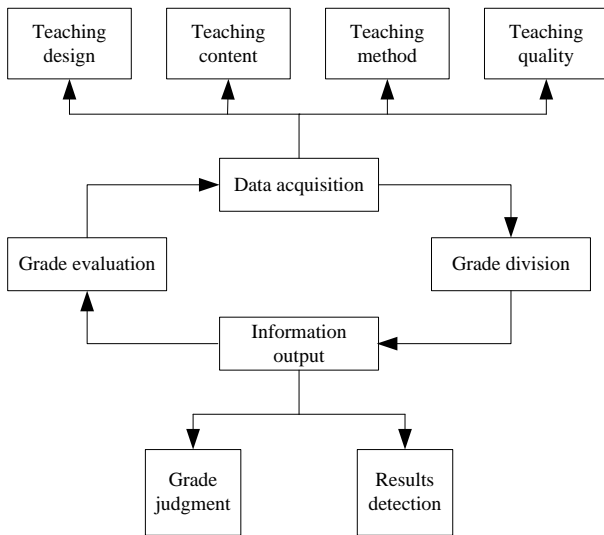 Teaching
design
Teaching
content
Teaching
method
Teaching
quality
Data acquisition
Grade evaluation
Grade division
Information
output
Grade
judgment
Results
detection